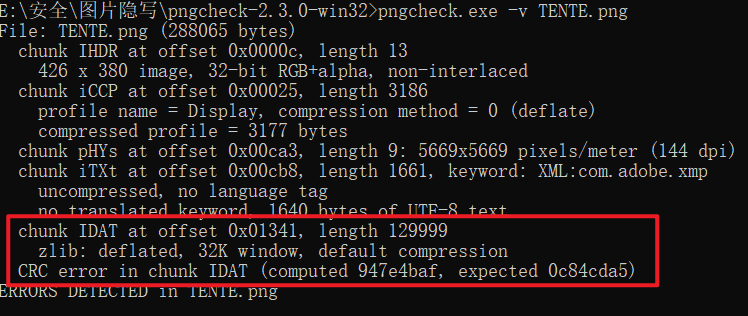 E:\安全\图片隐写\pngcheck-2.3.0-win32>pngcheck.exe -v TENTE.png
File: TENTE.png (288065 bytes)
  chunk IHDR at offset 0x0000c, length 13
    426 x 380 image, 32-bit RGB+alpha, non-interlaced
  chunk iCCP at offset 0x00025, length 3186
    profile name = Display, compression method = 0 (deflate)
    compressed profile = 3177 bytes
  chunk pHYs at offset 0x00ca3, length 9: 5669x5669 pixels/meter (144 dpi)
  chunk iTXt at offset 0x00cb8, length 1661, keyword: XML:com.adobe.xmp
    uncompressed, no language tag
    no translated keyword, 1640 bytes of UTF-8 text
  chunk IDAT at offset 0x01341, length 129999
    zlib: deflated, 32K window, default compression
  CRC error in chunk IDAT (computed 947e4baf, expected 0c84cda5)
ERRORS DETECTED in TENTE.png